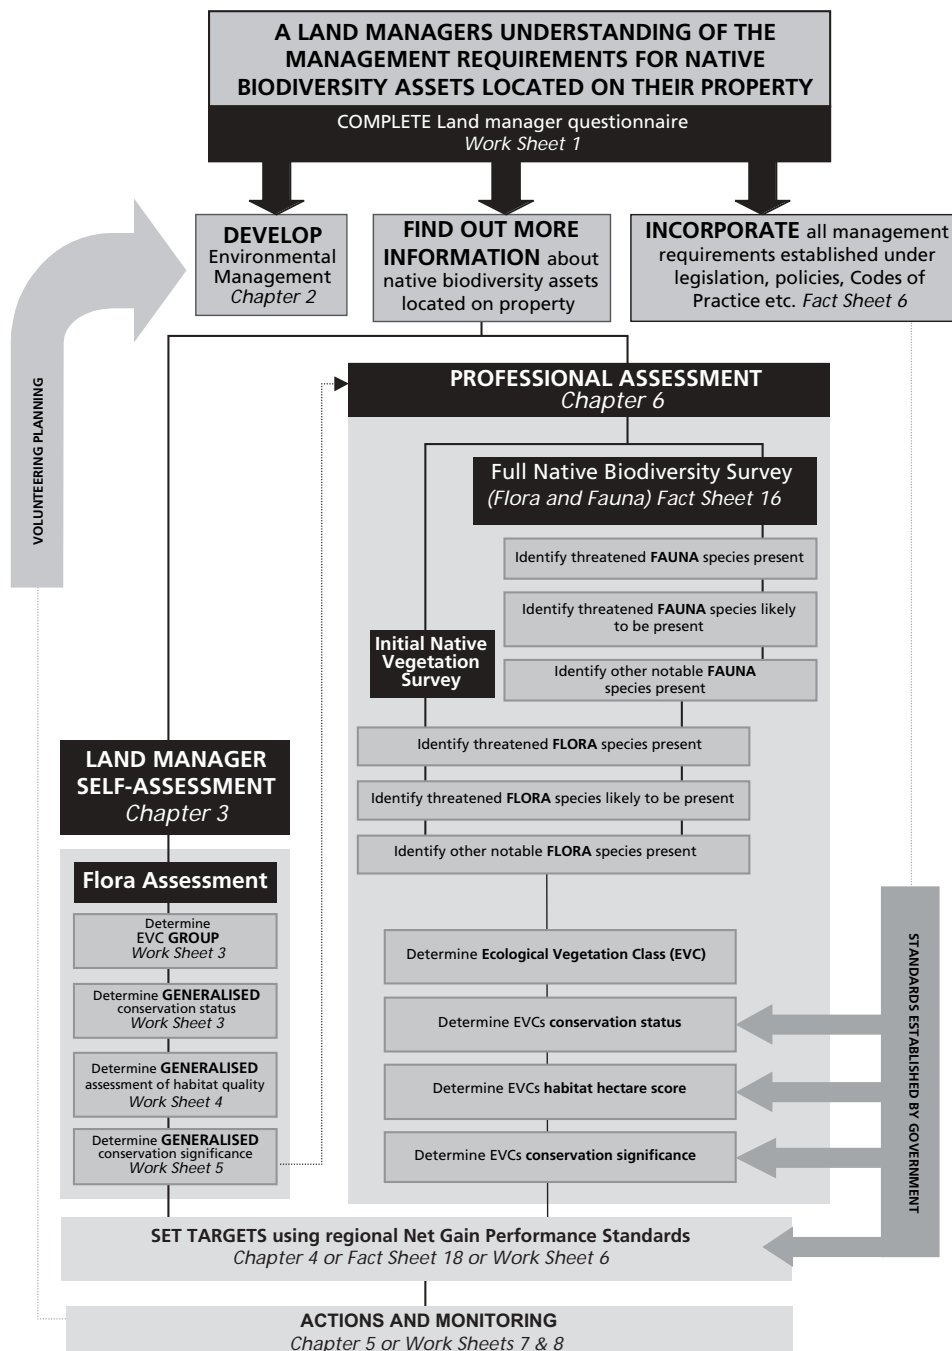 A LAND MANAGERS UNDERSTANDING OF THE
MANAGEMENT REQUIREMENTS FOR NATIVE
BIODIVERSITY ASSETS LOCATED ON THEIR PROPERTY
COMPLETE Land manager questionnaire
Work Sheet 1
DEVELOP
Environmental
Management
Chapter 2
FIND OUT MORE
INFORMATION about
native biodiversity assets
located on property
INCORPORATE all management
requirements established under
legislation, policies, Codes of
Practice etc. Fact Sheet 6
VOLUNTEERING PLANNING
PROFESSIONAL ASSESSMENT
Chapter 6
Full Native Biodiversity Survey
(Flora and Fauna) Fact Sheet 16
Identify threatened FAUNA species present
Identify threatened FAUNA species likely
to be present
Identify other notable FAUNA
species present
Initial Native
Vegetation
Survey
Identify threatened FLORA species present
Identify threatened FLORA species likely to be present
Identify other notable FLORA species present
LAND MANAGER
SELF-ASSESSMENT
Chapter 3
Flora Assessment
Determine
EVC GROUP
Work Sheet 3
Determine GENERALISED
conservation status
Work Sheet 3
Determine GENERALISED
assessment of habitat quality
Work Sheet 4
Determine GENERALISED
conservation significance
Work Sheet 5
Determine Ecological Vegetation Class (EVC)
Determine EVCs conservation status
Determine EVCs habitat hectare score
Determine EVCs conservation significance
STANDARDS ESTABLISHED BY GOVERNMENT
SET TARGETS using regional Net Gain Performance Standards
Chapter 4 or Fact Sheet 18 or Work Sheet 6
ACTIONS AND MONITORING
Chapter 5 or Work Sheets 7 & 8